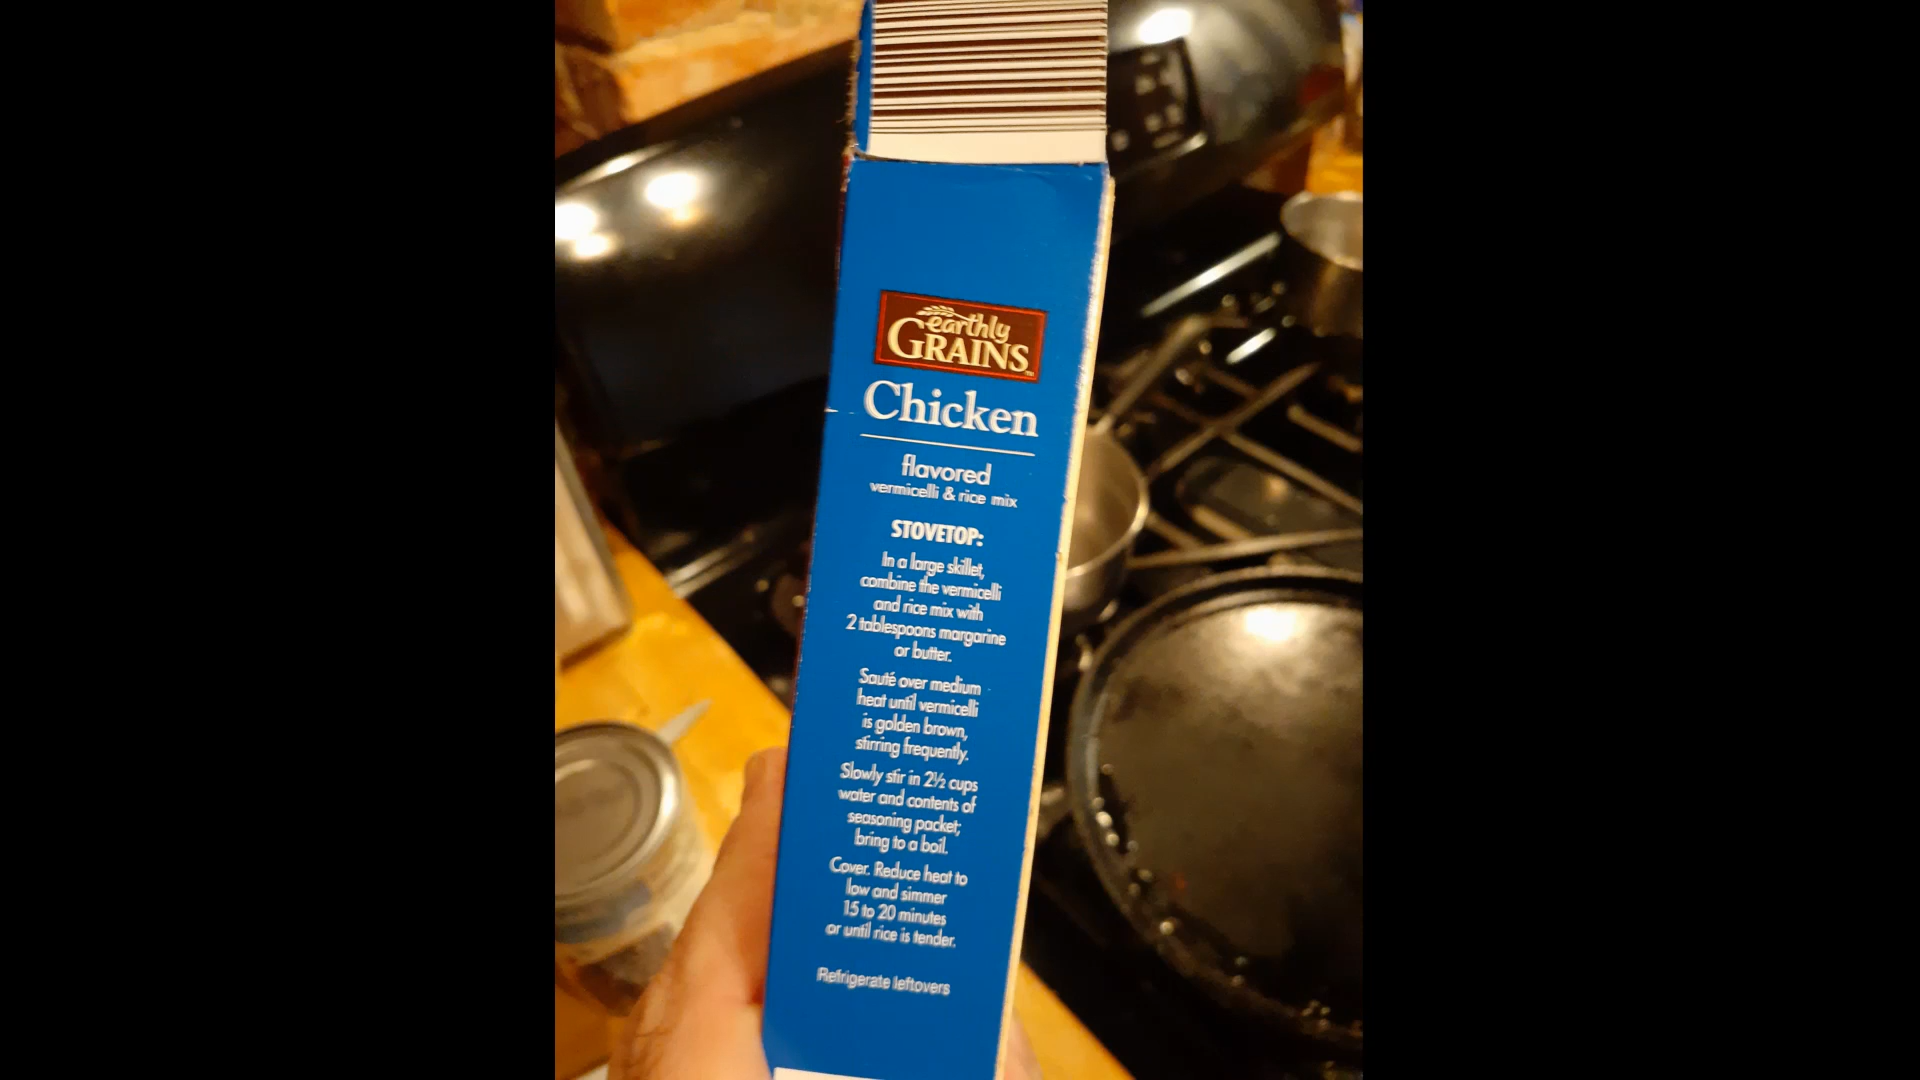 earthly
GRAINS
Chicken
flavored
vermicelli & rice mix
STOVETOP:
In a large skillet,
combine the vermicelli
and rice mix with
2 tablespoons margarine
or butter.
Sauté over medium
heat until vermicelli
is golden brown,
stirring frequently.
Slowly stir in 2½ cups
water and contents of
seasoning packet;
bring to a boil.
Cover. Reduce heat to
low and simmer
15 to 20 minutes
or until rice is tender.
Refrigerate leftovers